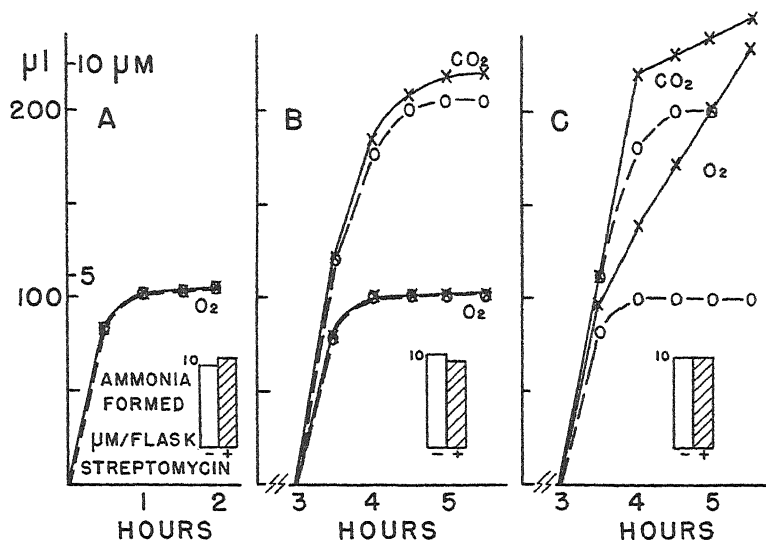 μl 10 μM
200
A
5
100
O₂
10
AMMONIA
FORMED
μM/FLASK
- +
STREPTOMYCIN
1 2
HOURS
B
CO₂
O₂
10
- +
3 4 5
HOURS
C
CO₂
O₂
10
- +
3 4 5
HOURS